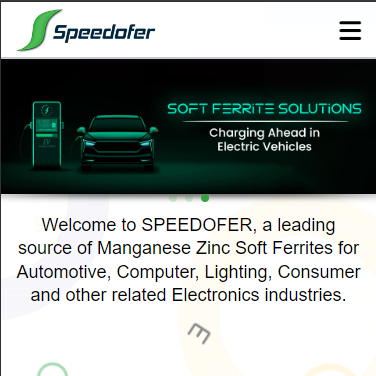 Speedofer
SOFT FERRITE SOLUTIONS
Charging Ahead in
Electric Vehicles
EV
Welcome to SPEEDOFER, a leading
source of Manganese Zinc Soft Ferrites for
Automotive, Computer, Lighting, Consumer
and other related Electronics industries.
E